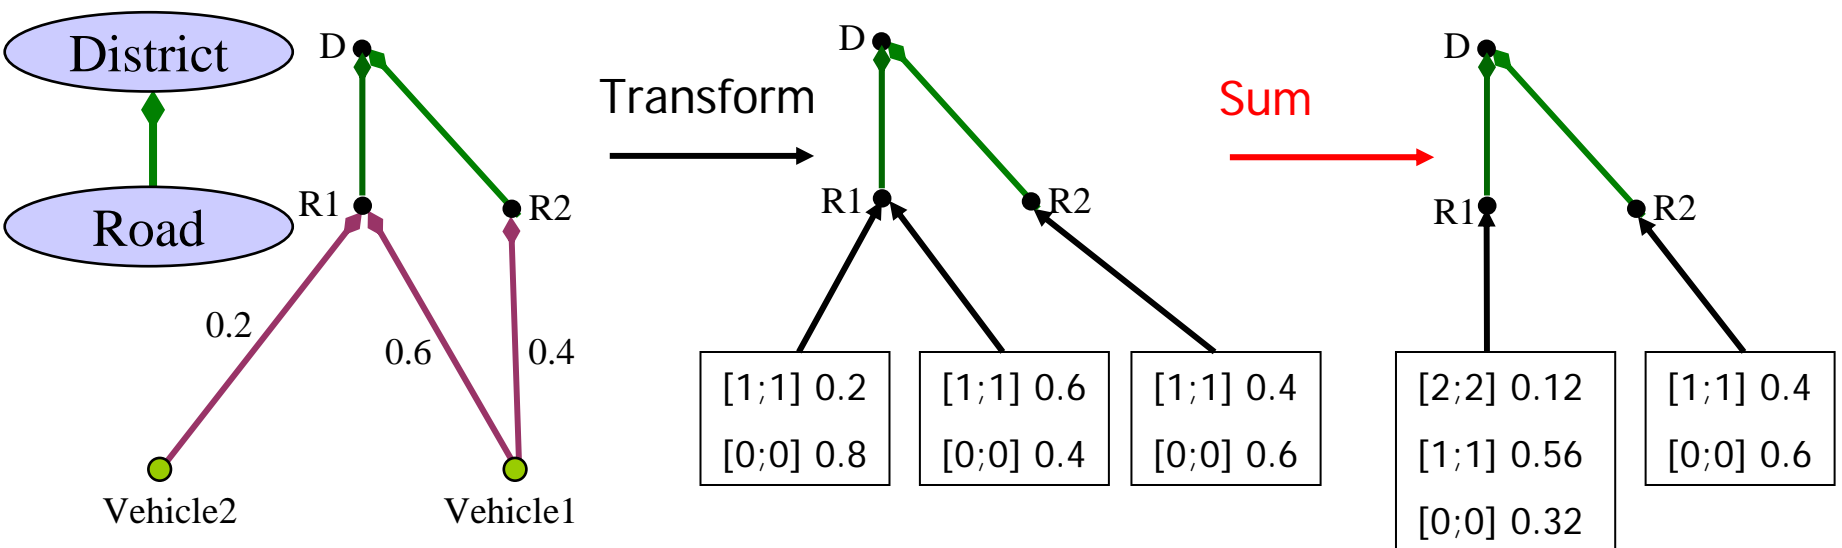 District
Road
D
R1
R2
0.2
0.6
0.4
Vehicle2
Vehicle1
Transform
D
R1
R2
[1;1] 0.2
[0;0] 0.8
[1;1] 0.6
[0;0] 0.4
[1;1] 0.4
[0;0] 0.6
Sum
D
R1
R2
[2;2] 0.12
[1;1] 0.56
[0;0] 0.32
[1;1] 0.4
[0;0] 0.6